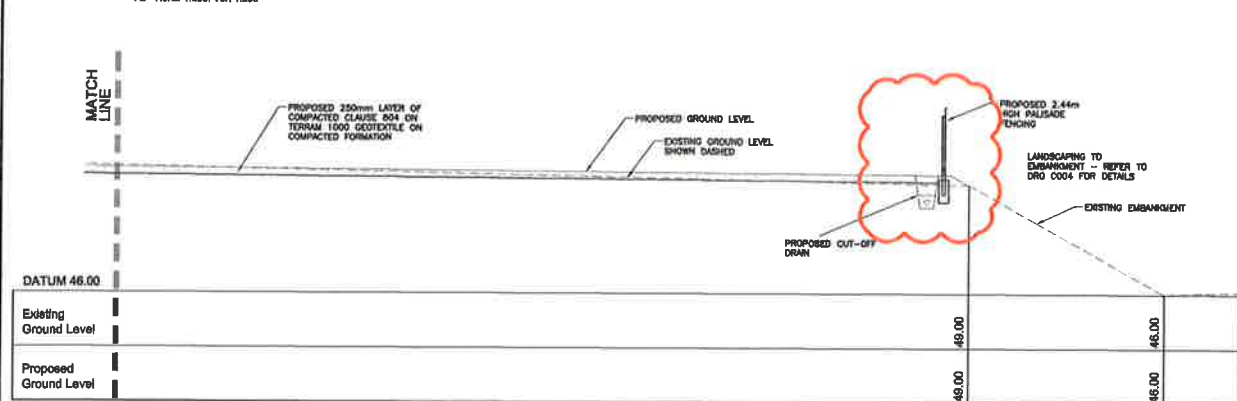 MATCH
LINE
PROPOSED 250mm LAYER OF
COMPACTED CLAUSE 804 ON
TERRAM 1000 GEOTEXTILE ON
COMPACTED FORMATION
PROPOSED GROUND LEVEL
EXISTING GROUND LEVEL
SHOWN DASHED
PROPOSED 2.44m
HIGH PALISADE
FENCING
LANDSCAPING TO
EMBANKMENT - REFER TO
DRG C004 FOR DETAILS
EXISTING EMBANKMENT
PROPOSED CUT-OFF
DRAIN
DATUM 46.00
Existing
Ground Level
49.00
46.00
Proposed
Ground Level
49.00
46.00